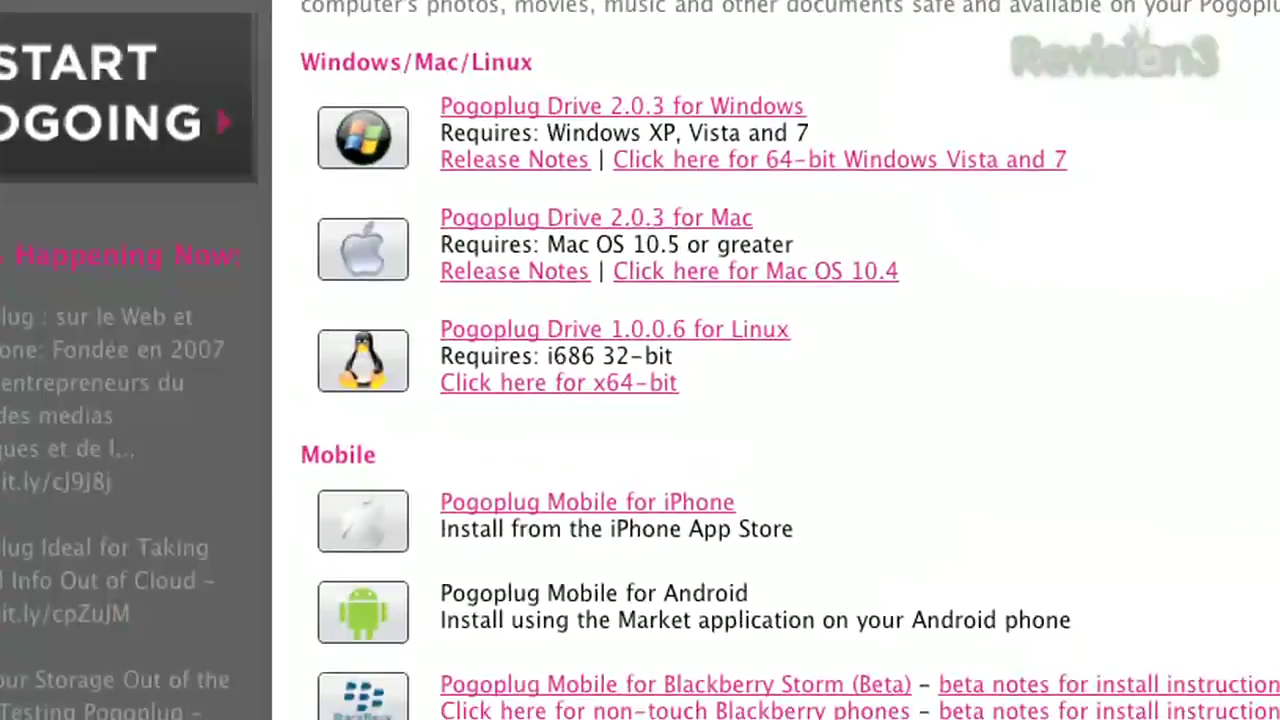 computer's photos, movies, music and other documents safe and available on your Pogoplu
Revision3
START
OGOING
Happening Now:
lug : sur le Web et
one: Fondée en 2007
entrepreneurs du
des medias
ques et de l...
it.ly/cJ9J8j
lug Ideal for Taking
Info Out of Cloud –
it.ly/cpZuJM
our Storage Out of the
Testing Pogoplug –
Windows/Mac/Linux
Pogoplug Drive 2.0.3 for Windows
Requires: Windows XP, Vista and 7
Release Notes | Click here for 64-bit Windows Vista and 7
Pogoplug Drive 2.0.3 for Mac
Requires: Mac OS 10.5 or greater
Release Notes | Click here for Mac OS 10.4
Pogoplug Drive 1.0.0.6 for Linux
Requires: i686 32-bit
Click here for x64-bit
Mobile
Pogoplug Mobile for iPhone
Install from the iPhone App Store
Pogoplug Mobile for Android
Install using the Market application on your Android phone
Pogoplug Mobile for Blackberry Storm (Beta) – beta notes for install instruction
Click here for non-touch Blackberry phones – beta notes for install instruction